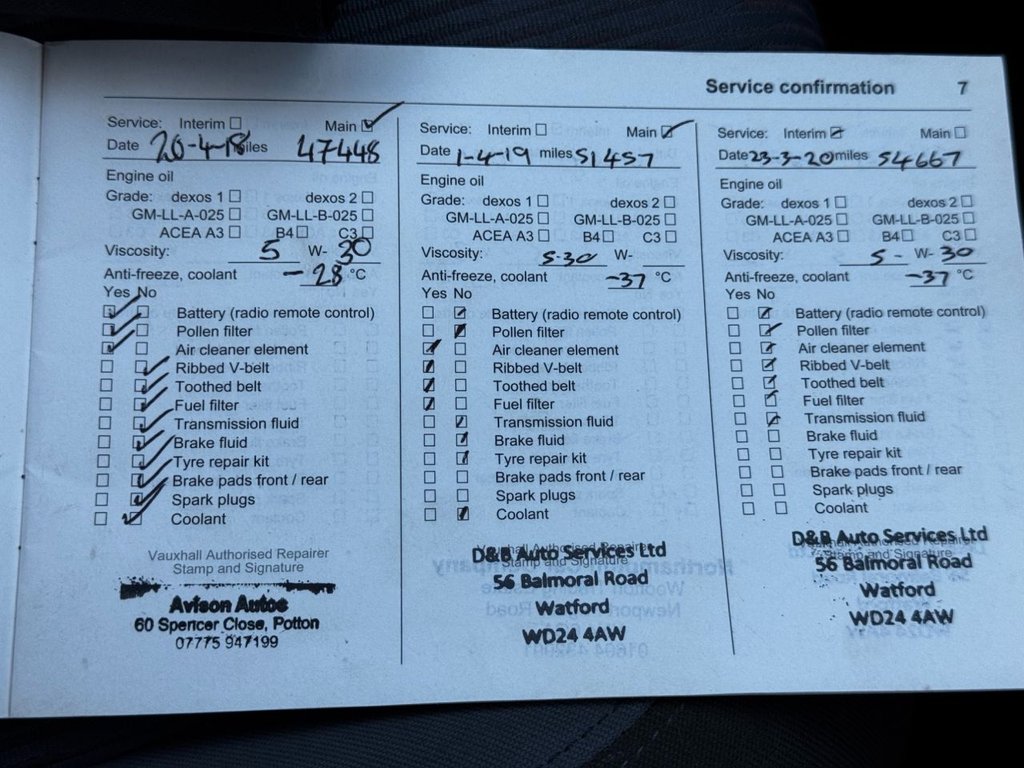 Service confirmation 7
Service: Interim Main
Date 20-4-18 miles 47448
Engine oil
Grade: dexos 1 dexos 2
GM-LL-A-025 GM-LL-B-025
ACEA A3 B4 C3
Viscosity: 5 W- 30
Anti-freeze, coolant -28 °C
Yes No
Battery (radio remote control)
Pollen filter
Air cleaner element
Ribbed V-belt
Toothed belt
Fuel filter
Transmission fluid
Brake fluid
Tyre repair kit
Brake pads front / rear
Spark plugs
Coolant
Vauxhall Authorised Repairer
Stamp and Signature
Avison Autos
60 Spencer Close, Potton
07775 947199
Service: Interim Main
Date 1-4-19 miles 51457
Engine oil
Grade: dexos 1 dexos 2
GM-LL-A-025 GM-LL-B-025
ACEA A3 B4 C3
Viscosity: 5-30 W-
Anti-freeze, coolant -37 °C
Yes No
Battery (radio remote control)
Pollen filter
Air cleaner element
Ribbed V-belt
Toothed belt
Fuel filter
Transmission fluid
Brake fluid
Tyre repair kit
Brake pads front / rear
Spark plugs
Coolant
Vauxhall Authorised Repairer
D&B Auto Services Ltd
Stamp and Signature
56 Balmoral Road
Watford
WD24 4AW
Service: Interim Main
Date 23-3-20 miles 54667
Engine oil
Grade: dexos 1 dexos 2
GM-LL-A-025 GM-LL-B-025
ACEA A3 B4 C3
Viscosity: 5 - W- 30
Anti-freeze, coolant -37 °C
Yes No
Battery (radio remote control)
Pollen filter
Air cleaner element
Ribbed V-belt
Toothed belt
Fuel filter
Transmission fluid
Brake fluid
Tyre repair kit
Brake pads front / rear
Spark plugs
Coolant
D&B Auto Services Ltd
Stamp and Signature
56 Balmoral Road
Watford
WD24 4AW